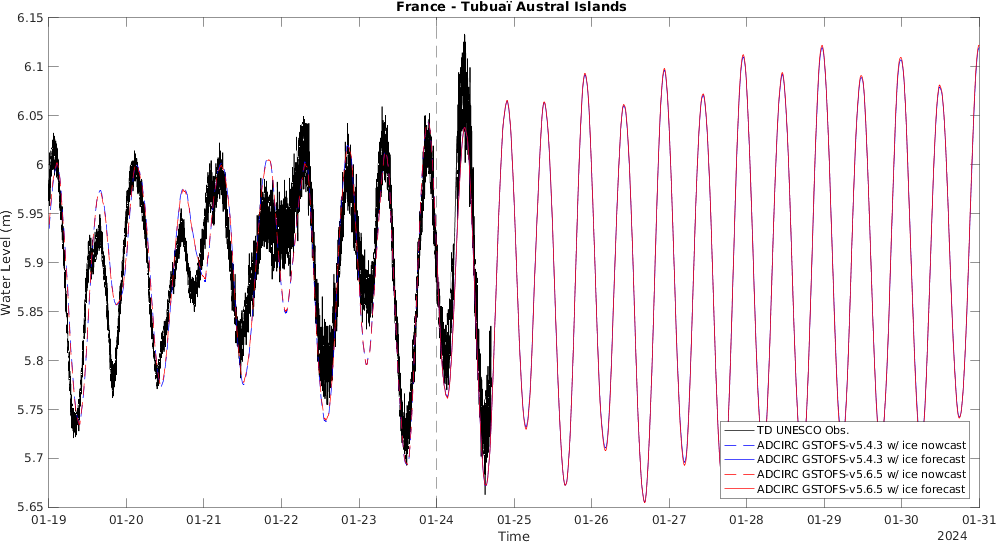 France - Tubuaï Austral Islands
6.15
6.1
6.05
6
5.95
5.9
5.85
5.8
5.75
5.7
5.65
Water Level (m)
TD UNESCO Obs.
ADCIRC GSTOFS-v5.4.3 w/ ice nowcast
ADCIRC GSTOFS-v5.4.3 w/ ice forecast
ADCIRC GSTOFS-v5.6.5 w/ ice nowcast
ADCIRC GSTOFS-v5.6.5 w/ ice forecast
01-19 01-20 01-21 01-22 01-23 01-24 01-25 01-26 01-27 01-28 01-29 01-30 01-31
Time
2024